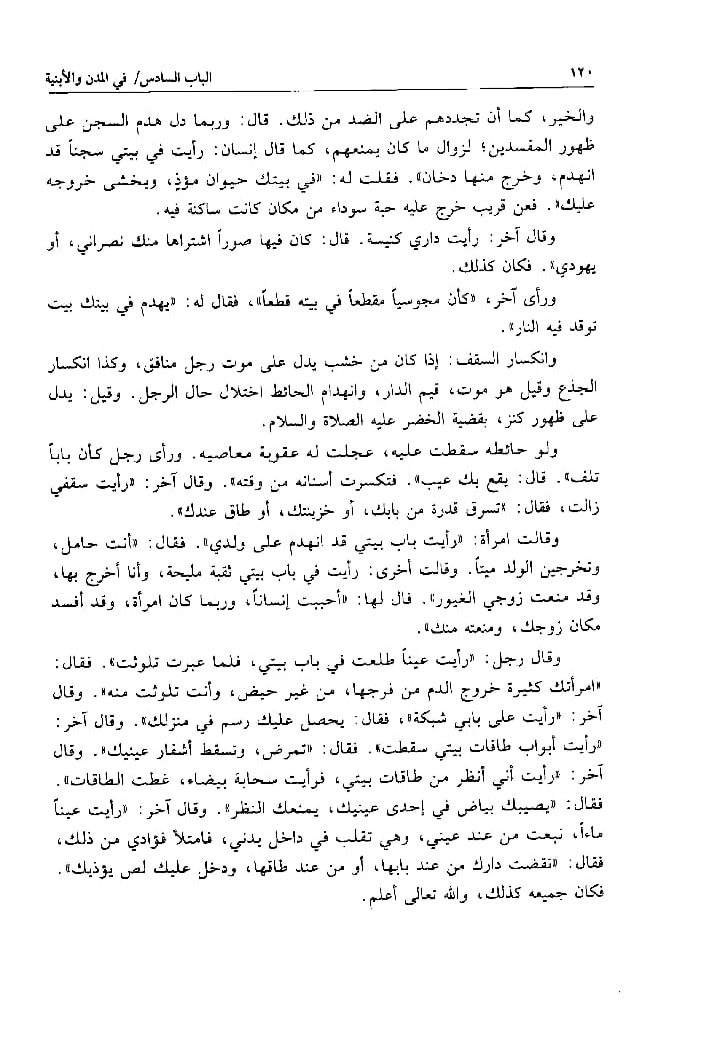 ١٢٠ الباب السادس/ في المدن والأبنية
والخير، كما أن تجددهم على الضد من ذلك. قال: وربما دل هدم السجن على
ظهور المفسدين؛ لزوال ما كان يمنعهم، كما قال إنسان: رأيت في بيتي سجناً قد
انهدم، وخرج منها دخان». فقلت له: «في بيتك حيوان مؤذ، ويخشى خروجه
عليك». فعن قريب خرج عليه حية سوداء من مكان كانت ساكنة فيه.
وقال آخر: رأيت داري كنيسة. قال: كان فيها صوراً اشتراها منك نصراني، أو
يهودي». فكان كذلك.
ورأى آخر، «كأن مجوسياً مقطعاً في بيته قطعاً»، فقال له: «يهدم في بيتك بيت
توقد فيه النار».
وانكسار السقف: إذا كان من خشب يدل على موت رجل منافق، وكذا انكسار
الجذع وقيل هو موت، قيم الدار، وانهدام الحائط اختلال حال الرجل. وقيل: يدل
على ظهور كنز، بقضية الخضر عليه الصلاة والسلام.
ولو حائطه سقطت عليه، عجلت له عقوبة معاصيه. ورأى رجل كأن باباً
تلف». قال: يقع بك عيب». فتكسرت أسنانه من وقته». وقال آخر: «رأيت سقفي
زالت، فقال: «تسرق قدرة من بابك، أو خزينتك، أو طاق عندك».
وقالت امرأة: «رأيت باب بيتي قد انهدم على ولدي». فقال: «أنت حامل،
وتخرجين الولد ميتاً. وقالت أخرى: رأيت في باب بيتي ثقبة مليحة، وأنا أخرج بها،
وقد منعت زوجي الغيور». قال لها: «أحببت إنساناً، وربما كان امرأة، وقد أفسد
مكان زوجك، ومنعته منك».
وقال رجل: «رأيت عيناً طلعت في باب بيتي، فلما عبرت تلوثت». فقال:
«امرأتك كثيرة خروج الدم من فرجها، من غير حيض، وأنت تلوثت منه». وقال
آخر: «رأيت على بابي شبكة»، فقال: يحصل عليك رسم في منزلك». وقال آخر:
«رأيت أبواب طاقات بيتي سقطت». فقال: «تمرض، وتسقط أشفار عينيك». وقال
آخر: «رأيت أني أنظر من طاقات بيتي، فرأيت سحابة بيضاء، غطت الطاقات».
فقال: «يصيبك بياض في إحدى عينيك، يمنعك النظر». وقال آخر: «رأيت عيناً
ماءاً، نبعت من عند عيني، وهي تقلب في داخل بدني، فامتلأ فؤادي من ذلك،
فقال: «نقضت دارك من عند بابها، أو من عند طاقها، ودخل عليك لص يؤذيك».
فكان جميعه كذلك، والله تعالى أعلم.